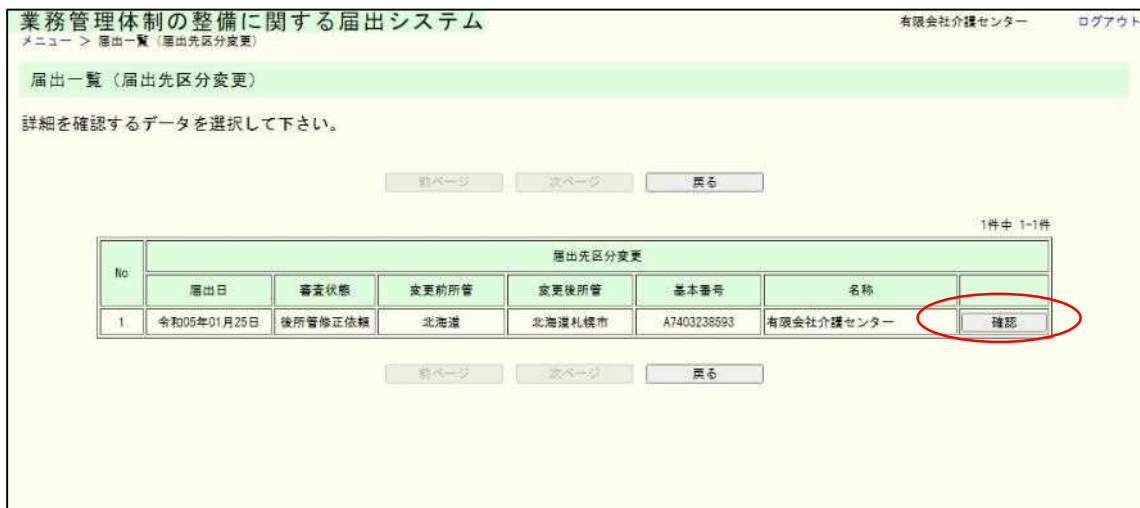 業務管理体制の整備に関する届出システム 有限会社介護センター ログアウト
メニュー > 届出一覧（届出先区分変更）
届出一覧（届出先区分変更）
詳細を確認するデータを選択して下さい。
前ページ 次ページ 戻る
1件中 1-1件
No 届出先区分変更
届出日 審査状態 変更前所管 変更後所管 基本番号 名称
1 令和05年01月25日 後所管修正依頼 北海道 北海道札幌市 A7403238593 有限会社介護センター 確認
前ページ 次ページ 戻る